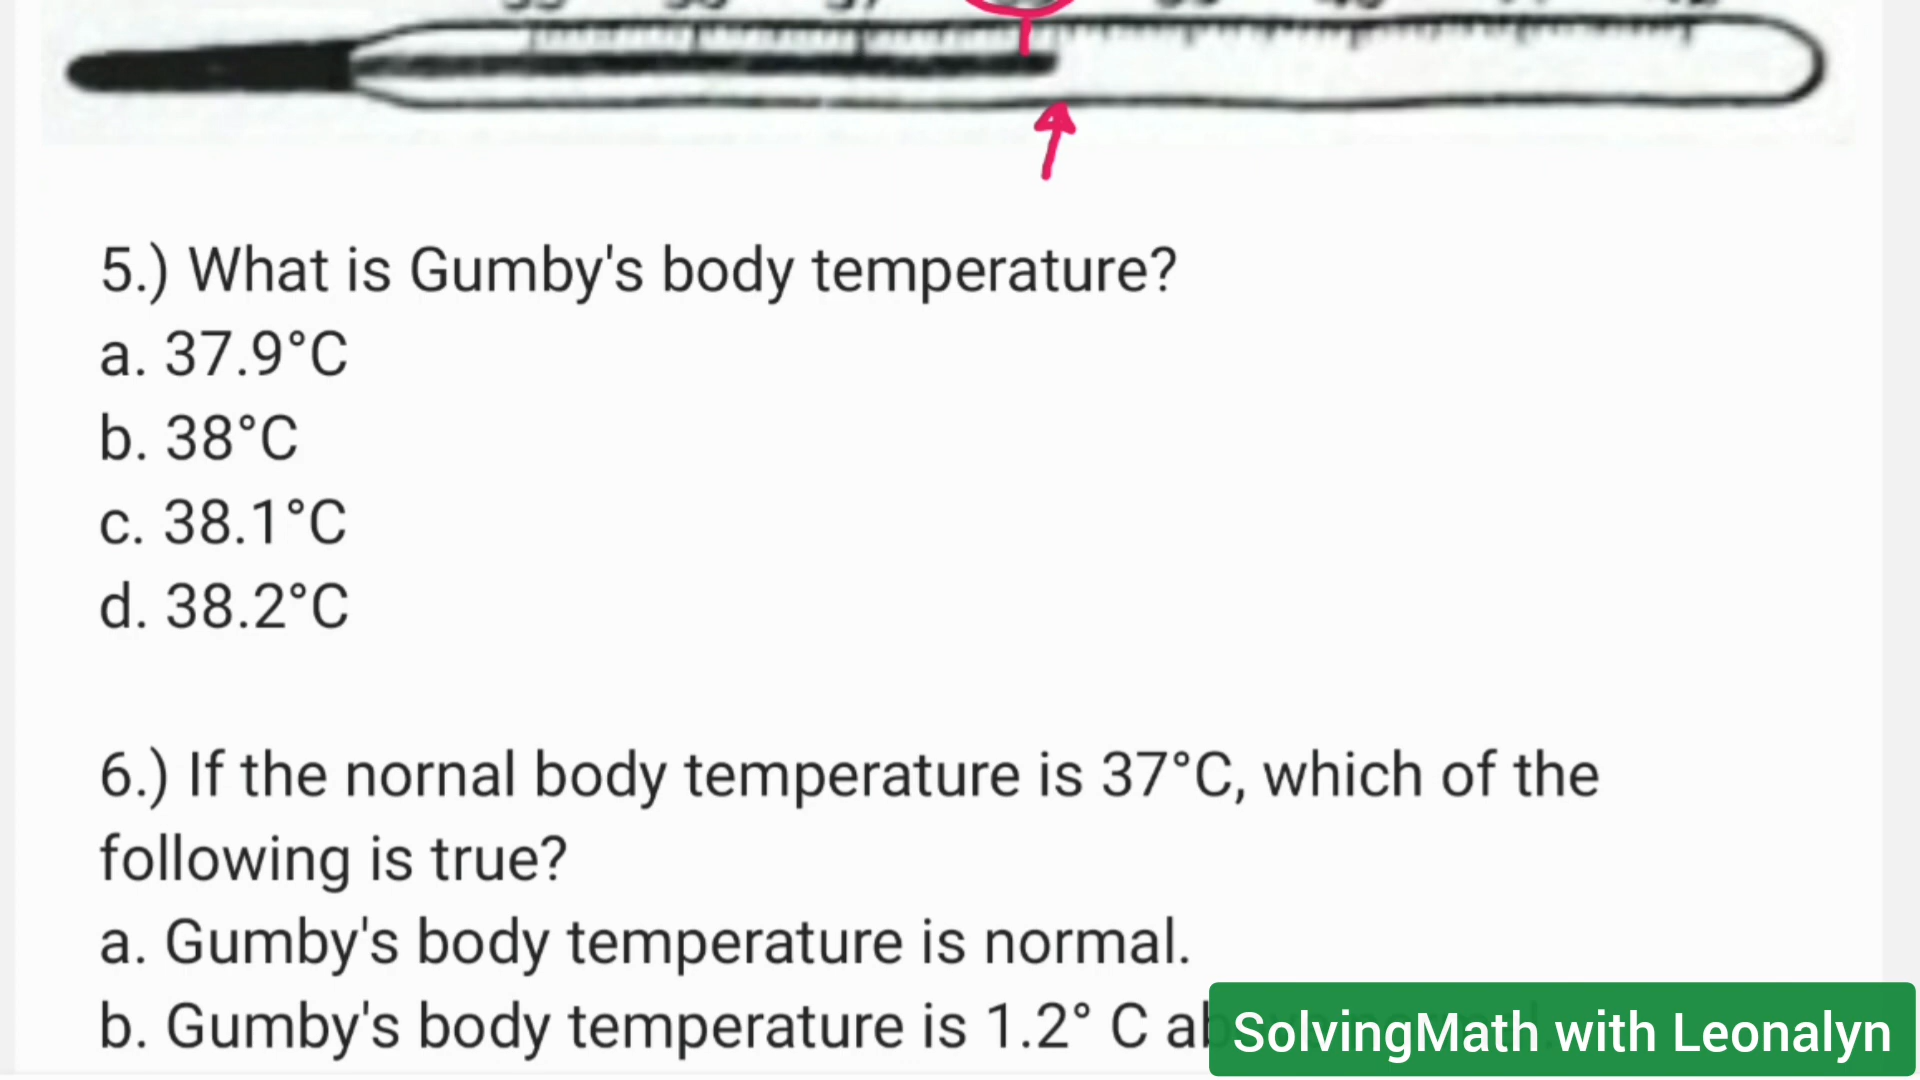 5.) What is Gumby's body temperature?
a. 37.9°C
b. 38°C
c. 38.1°C
d. 38.2°C
6.) If the nornal body temperature is 37°C, which of the
following is true?
a. Gumby's body temperature is normal.
b. Gumby's body temperature is 1.2° C
SolvingMath with Leonalyn